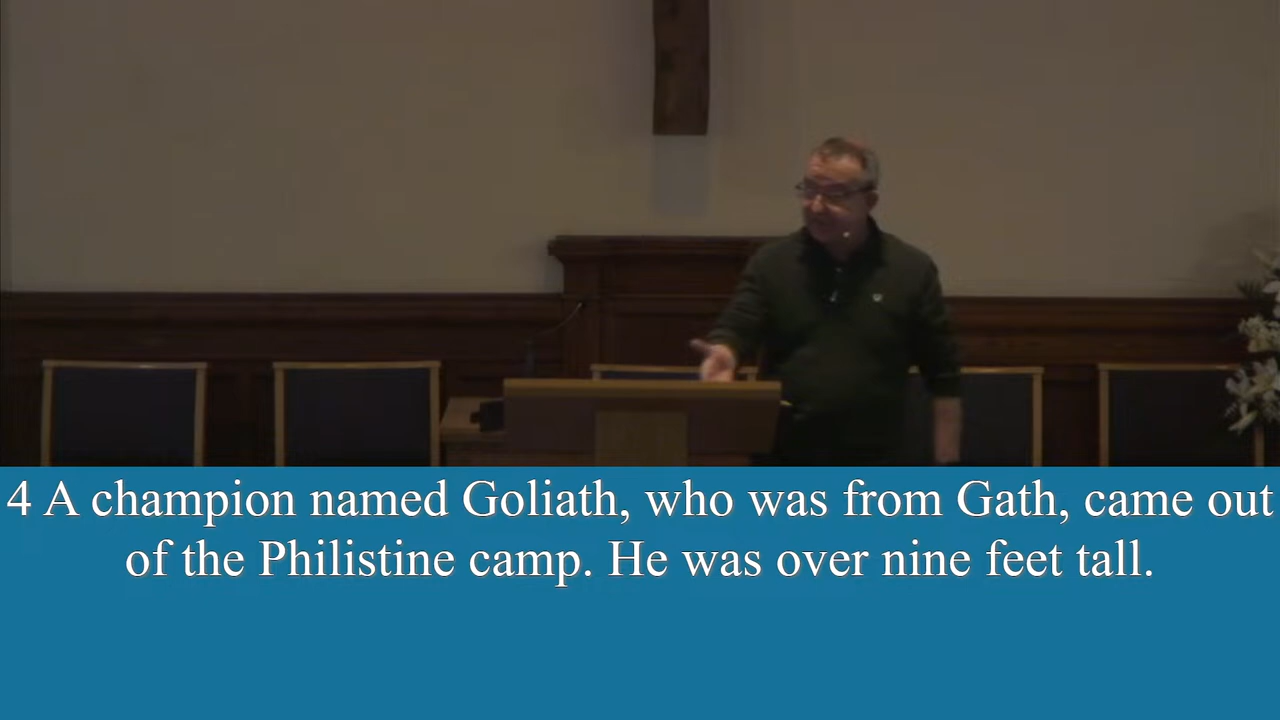 4 A champion named Goliath, who was from Gath, came out
of the Philistine camp. He was over nine feet tall.